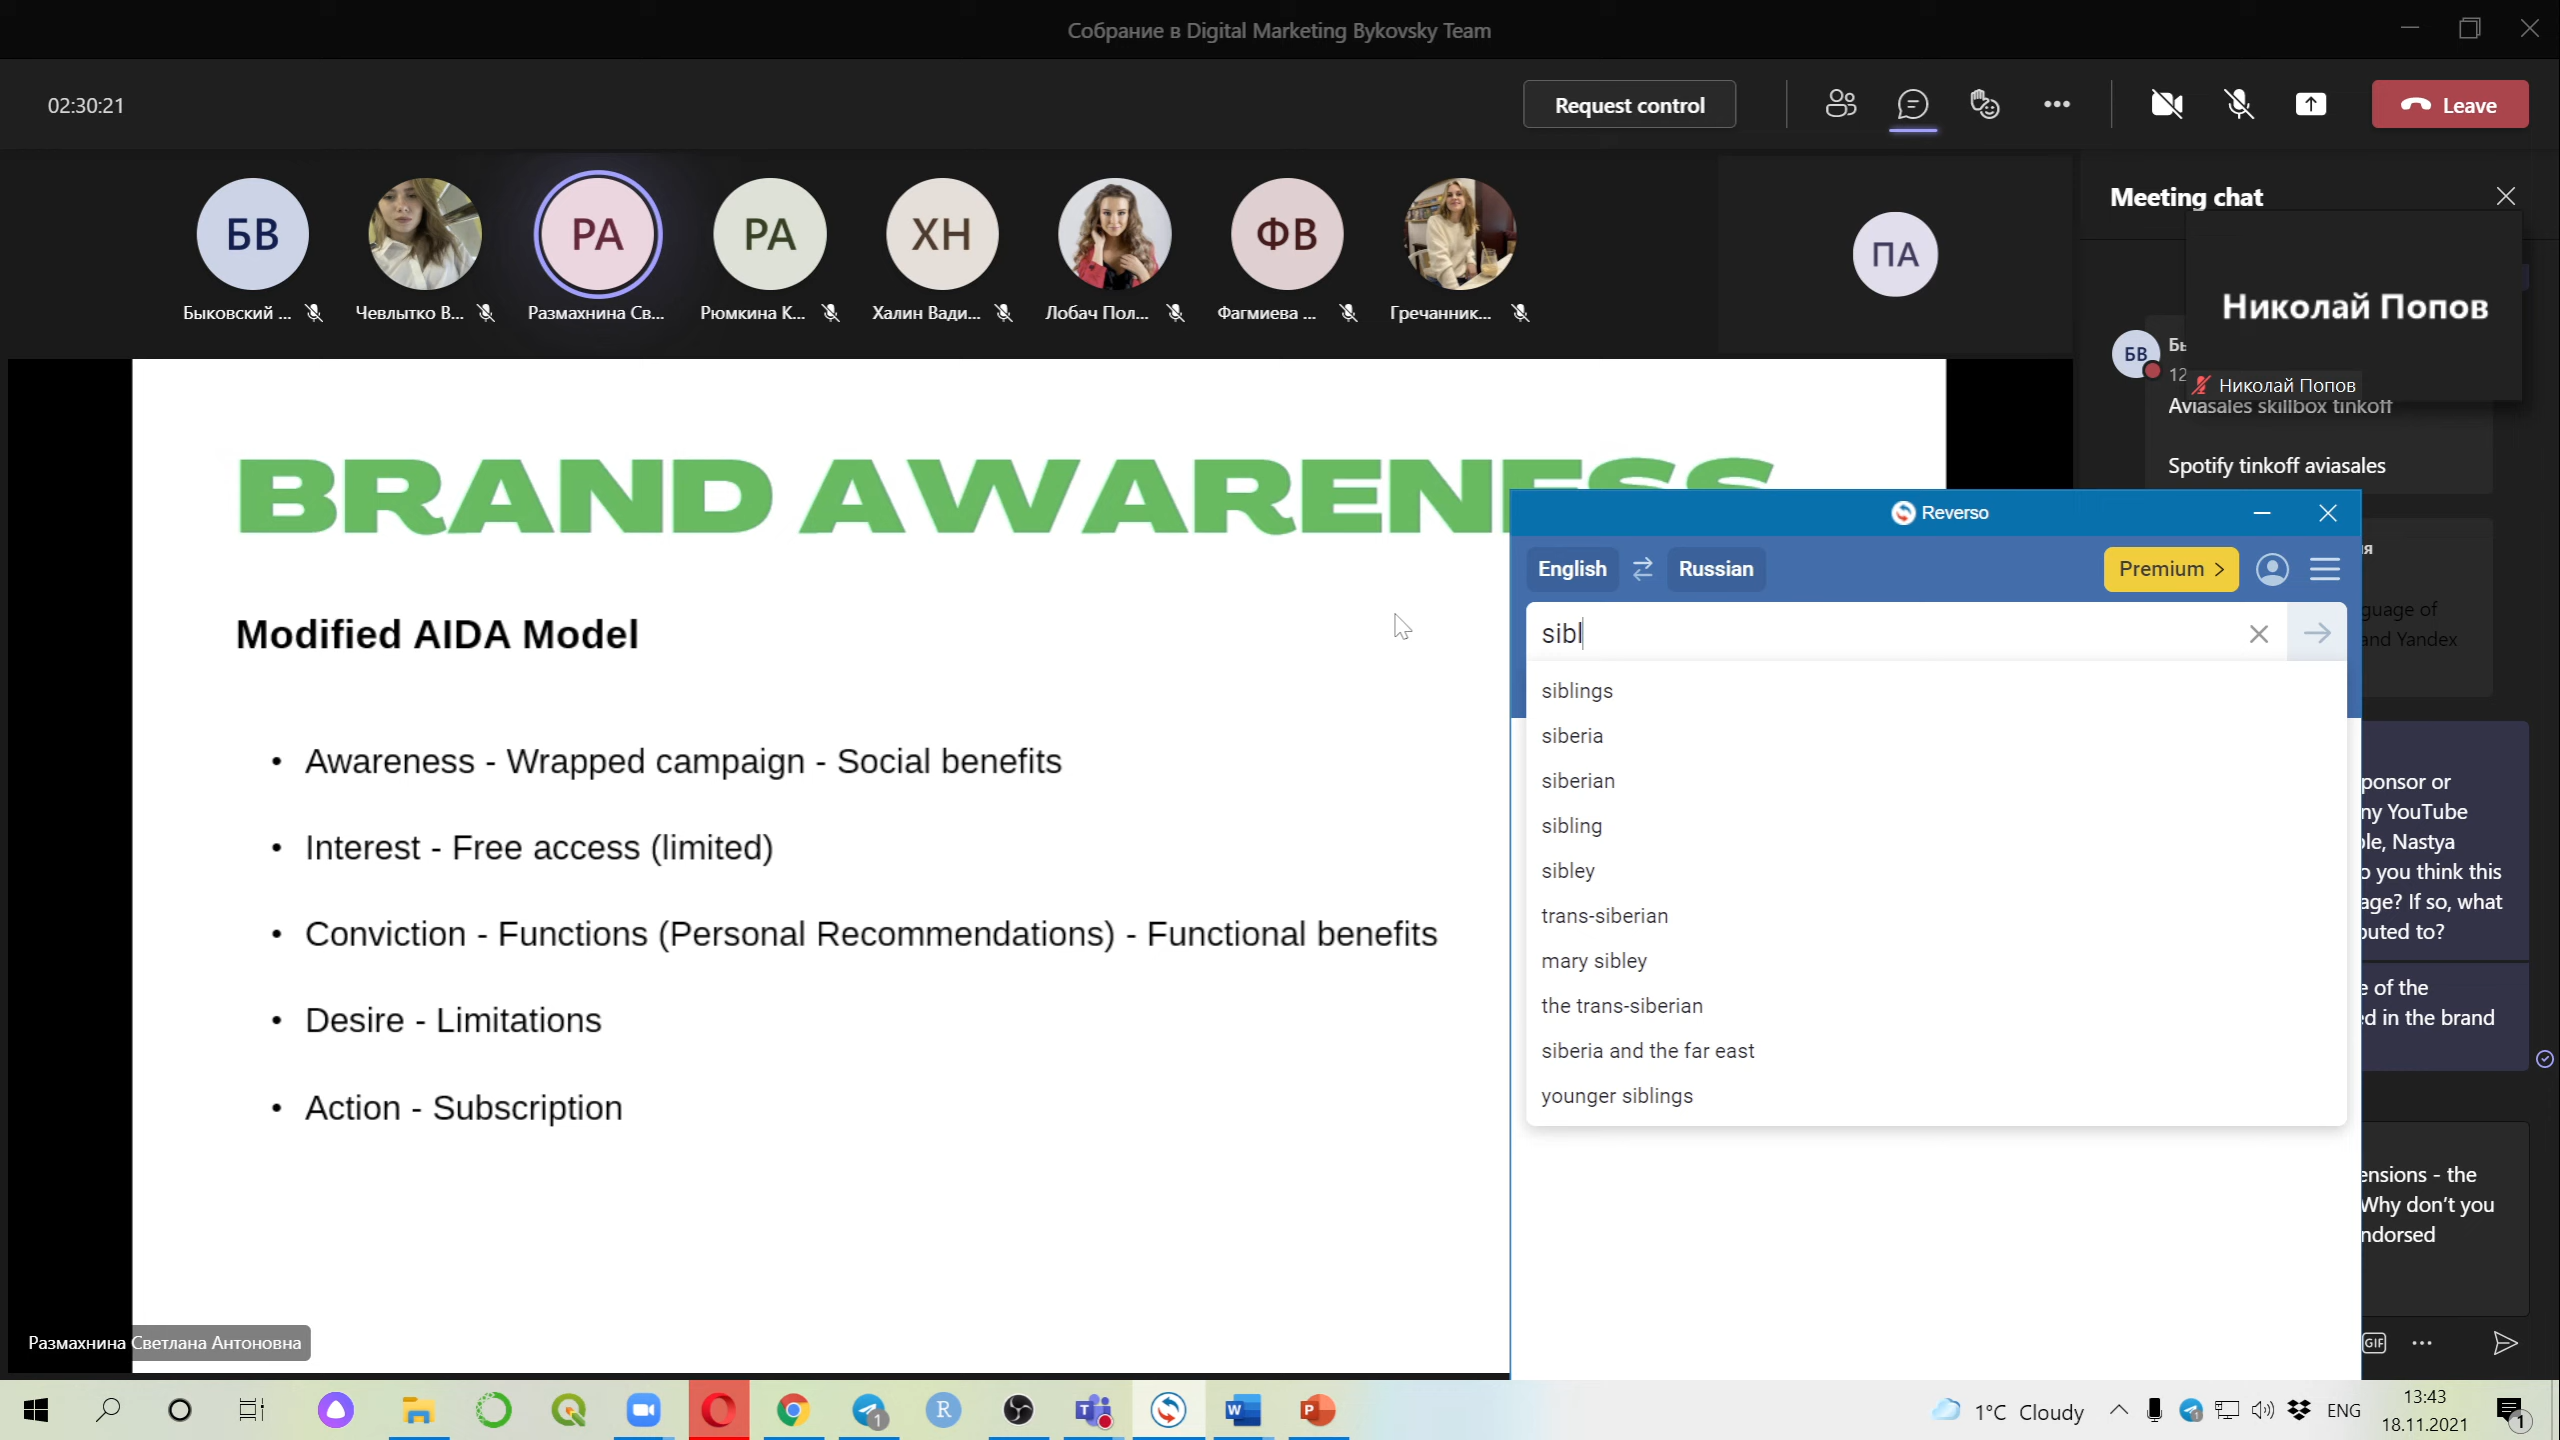 Собрание в Digital Marketing Bykovsky Team
02:30:21
Request control
Leave
БВ
РА
РА
ХН
ФВ
ПА
Быковский ...
Чевлытко В...
Размахнина Св...
Рюмкина К...
Халин Вади...
Лобач Пол...
Фагмиева ...
Гречанник...
Meeting chat
Николай Попов
БВ
Николай Попов
Aviasales skillbox tinkoff
Spotify tinkoff aviasales
BRAND AWARENESS
Modified AIDA Model
• Awareness - Wrapped campaign - Social benefits
• Interest - Free access (limited)
• Conviction - Functions (Personal Recommendations) - Functional benefits
• Desire - Limitations
• Action - Subscription
Reverso
English
Russian
Premium >
sibl
siblings
siberia
siberian
sibling
sibley
trans-siberian
mary sibley
the trans-siberian
siberia and the far east
younger siblings
guage of
and Yandex
ponsor or
ny YouTube
ple, Nastya
o you think this
age? If so, what
buted to?
e of the
ed in the brand
ensions - the
Why don't you
ndorsed
GIF
Размахнина Светлана Антоновна
1°C Cloudy
ENG
13:43
18.11.2021
1